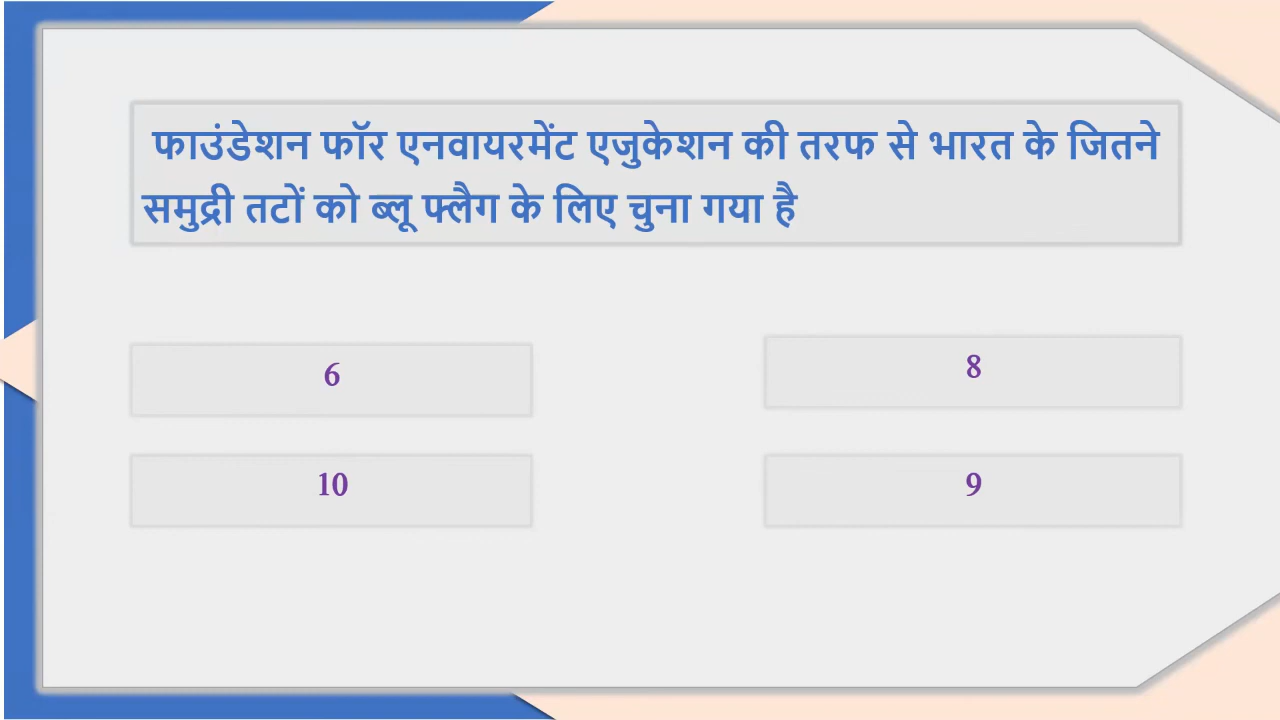 फाउंडेशन फॉर एनवायरमेंट एजुकेशन की तरफ से भारत के जितने
समुद्री तटों को ब्लू फ्लैग के लिए चुना गया है
6
8
10
9